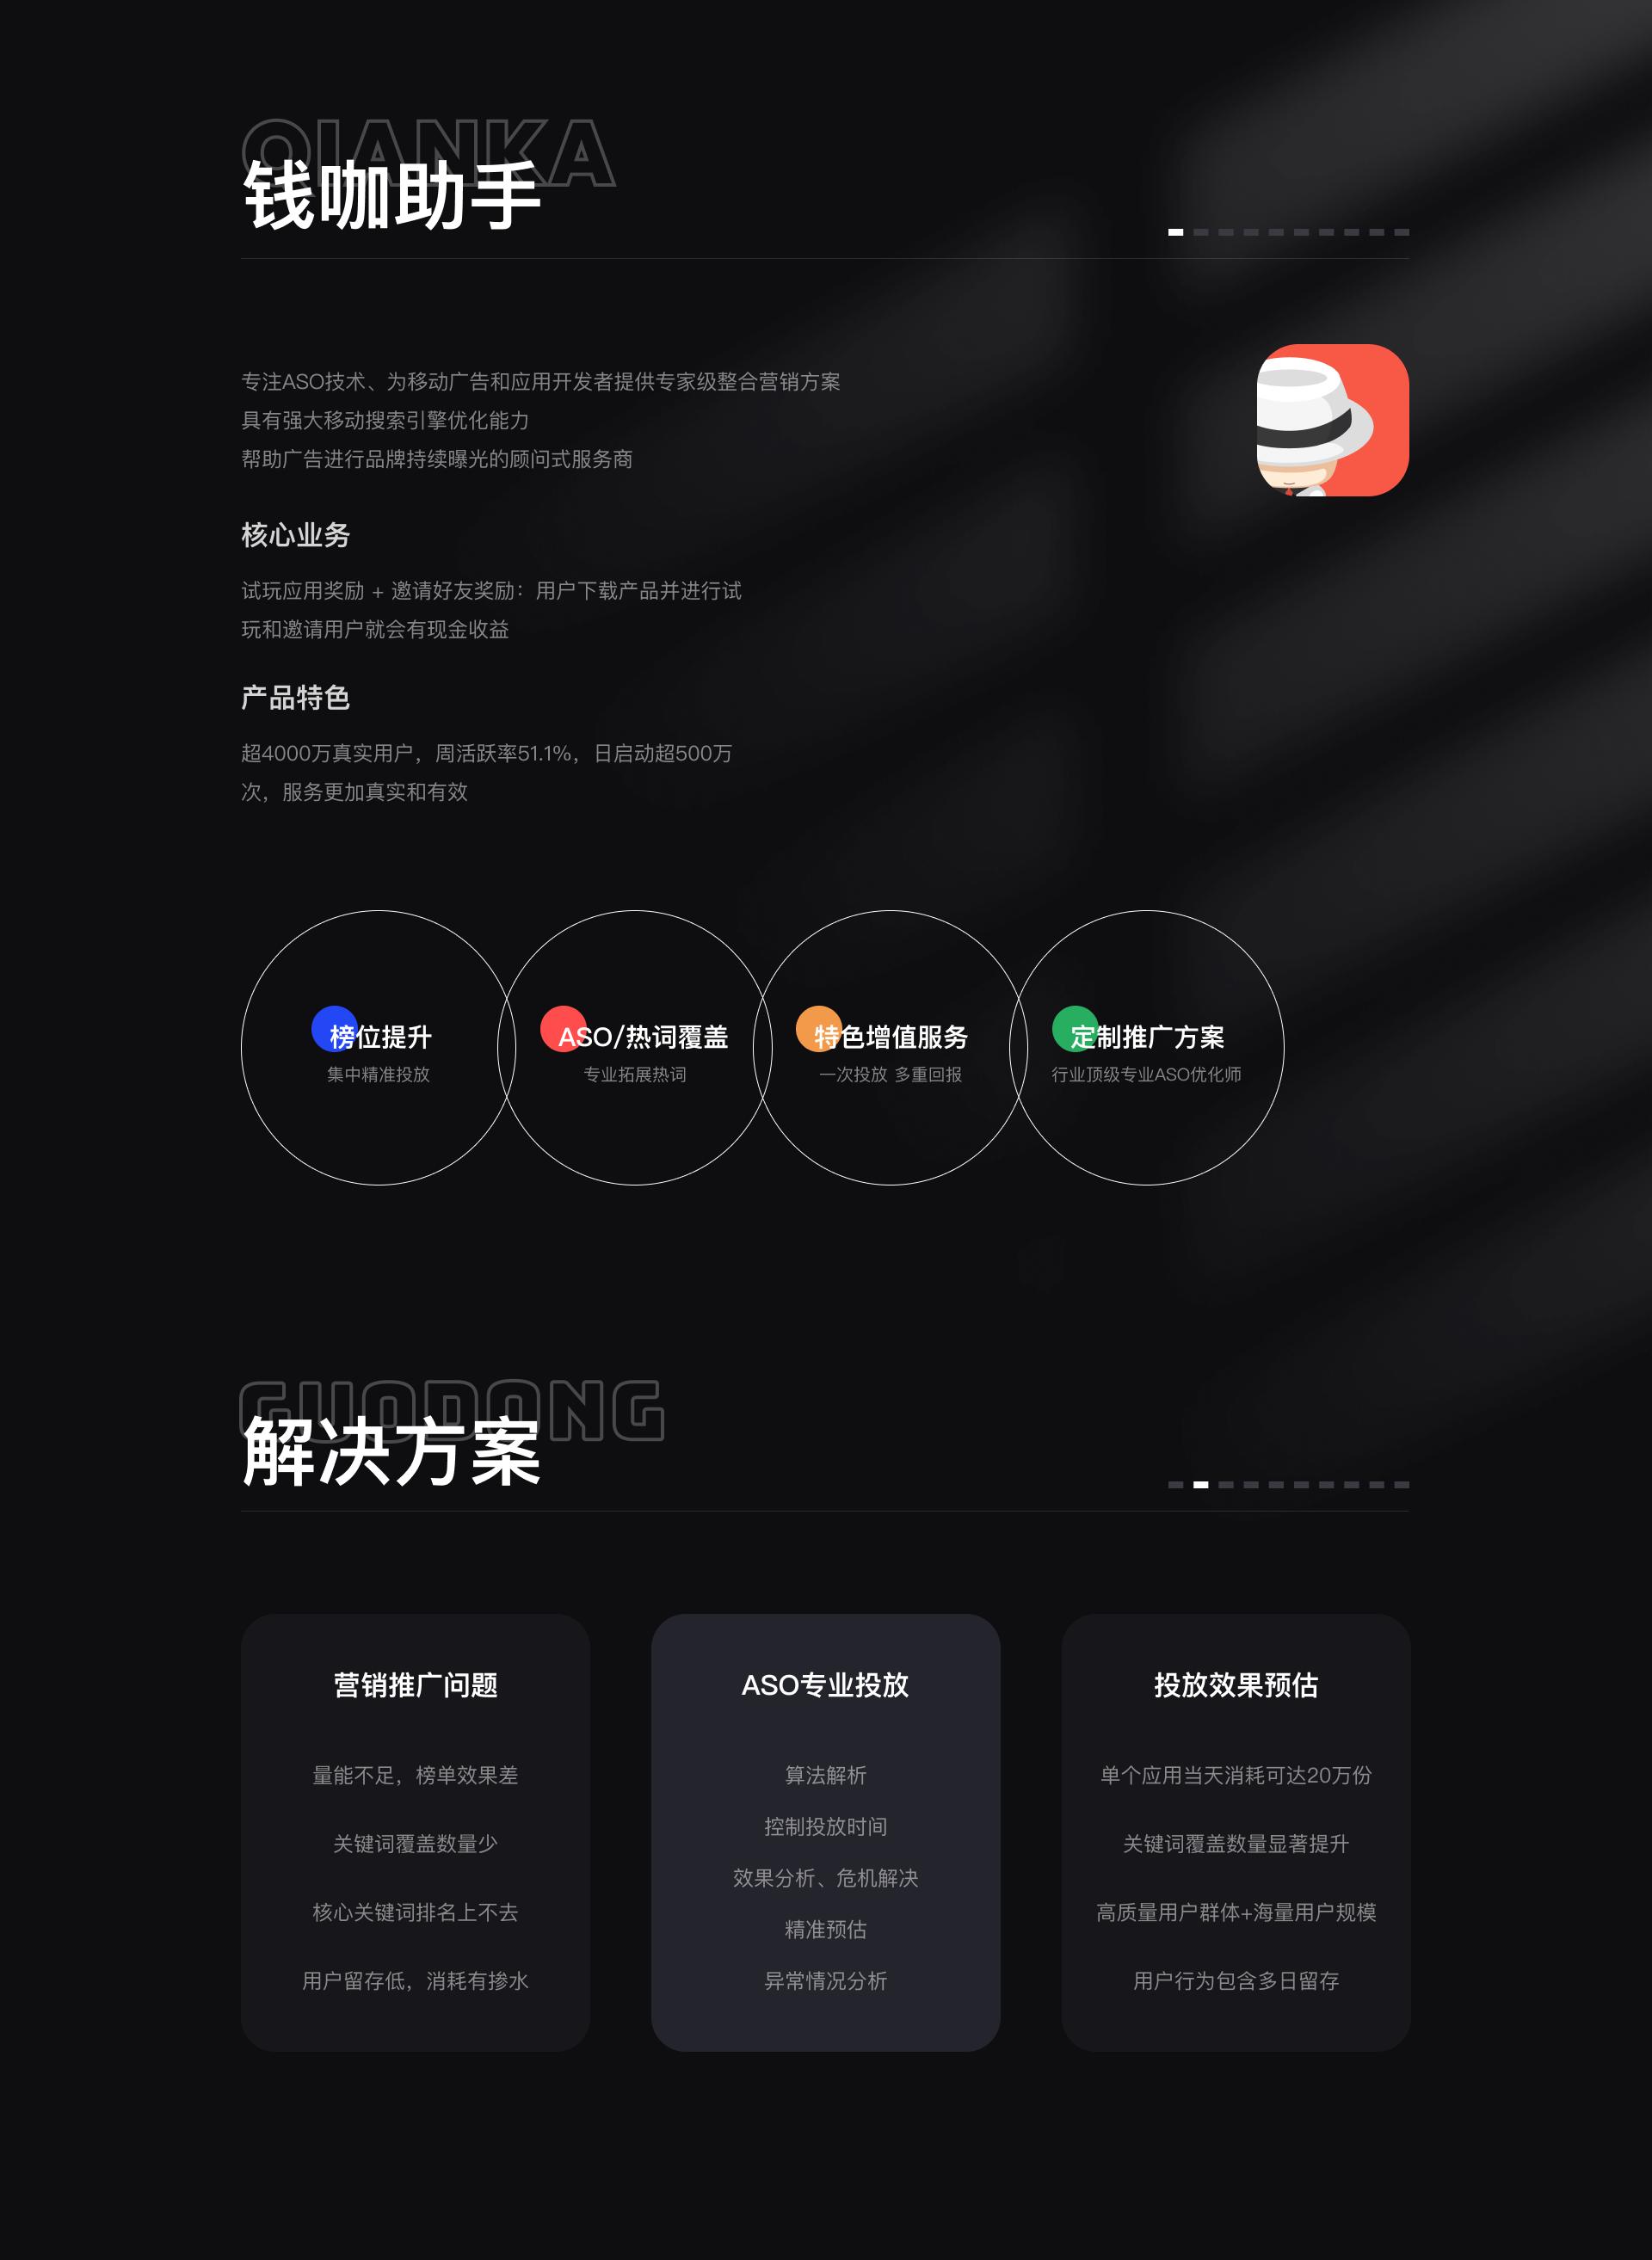 QIANKA
钱咖助手
专注ASO技术、为移动广告和应用开发者提供专家级整合营销方案
具有强大移动搜索引擎优化能力
帮助广告进行品牌持续曝光的顾问式服务商
核心业务
试玩应用奖励 + 邀请好友奖励：用户下载产品并进行试
玩和邀请用户就会有现金收益
产品特色
超4000万真实用户，周活跃率51.1%，日启动超500万
次，服务更加真实和有效
榜位提升
集中精准投放
ASO/热词覆盖
专业拓展热词
特色增值服务
一次投放 多重回报
定制推广方案
行业顶级专业ASO优化师
GUODONG
解决方案
营销推广问题
量能不足，榜单效果差
关键词覆盖数量少
核心关键词排名上不去
用户留存低，消耗有掺水
ASO专业投放
算法解析
控制投放时间
效果分析、危机解决
精准预估
异常情况分析
投放效果预估
单个应用当天消耗可达20万份
关键词覆盖数量显著提升
高质量用户群体+海量用户规模
用户行为包含多日留存